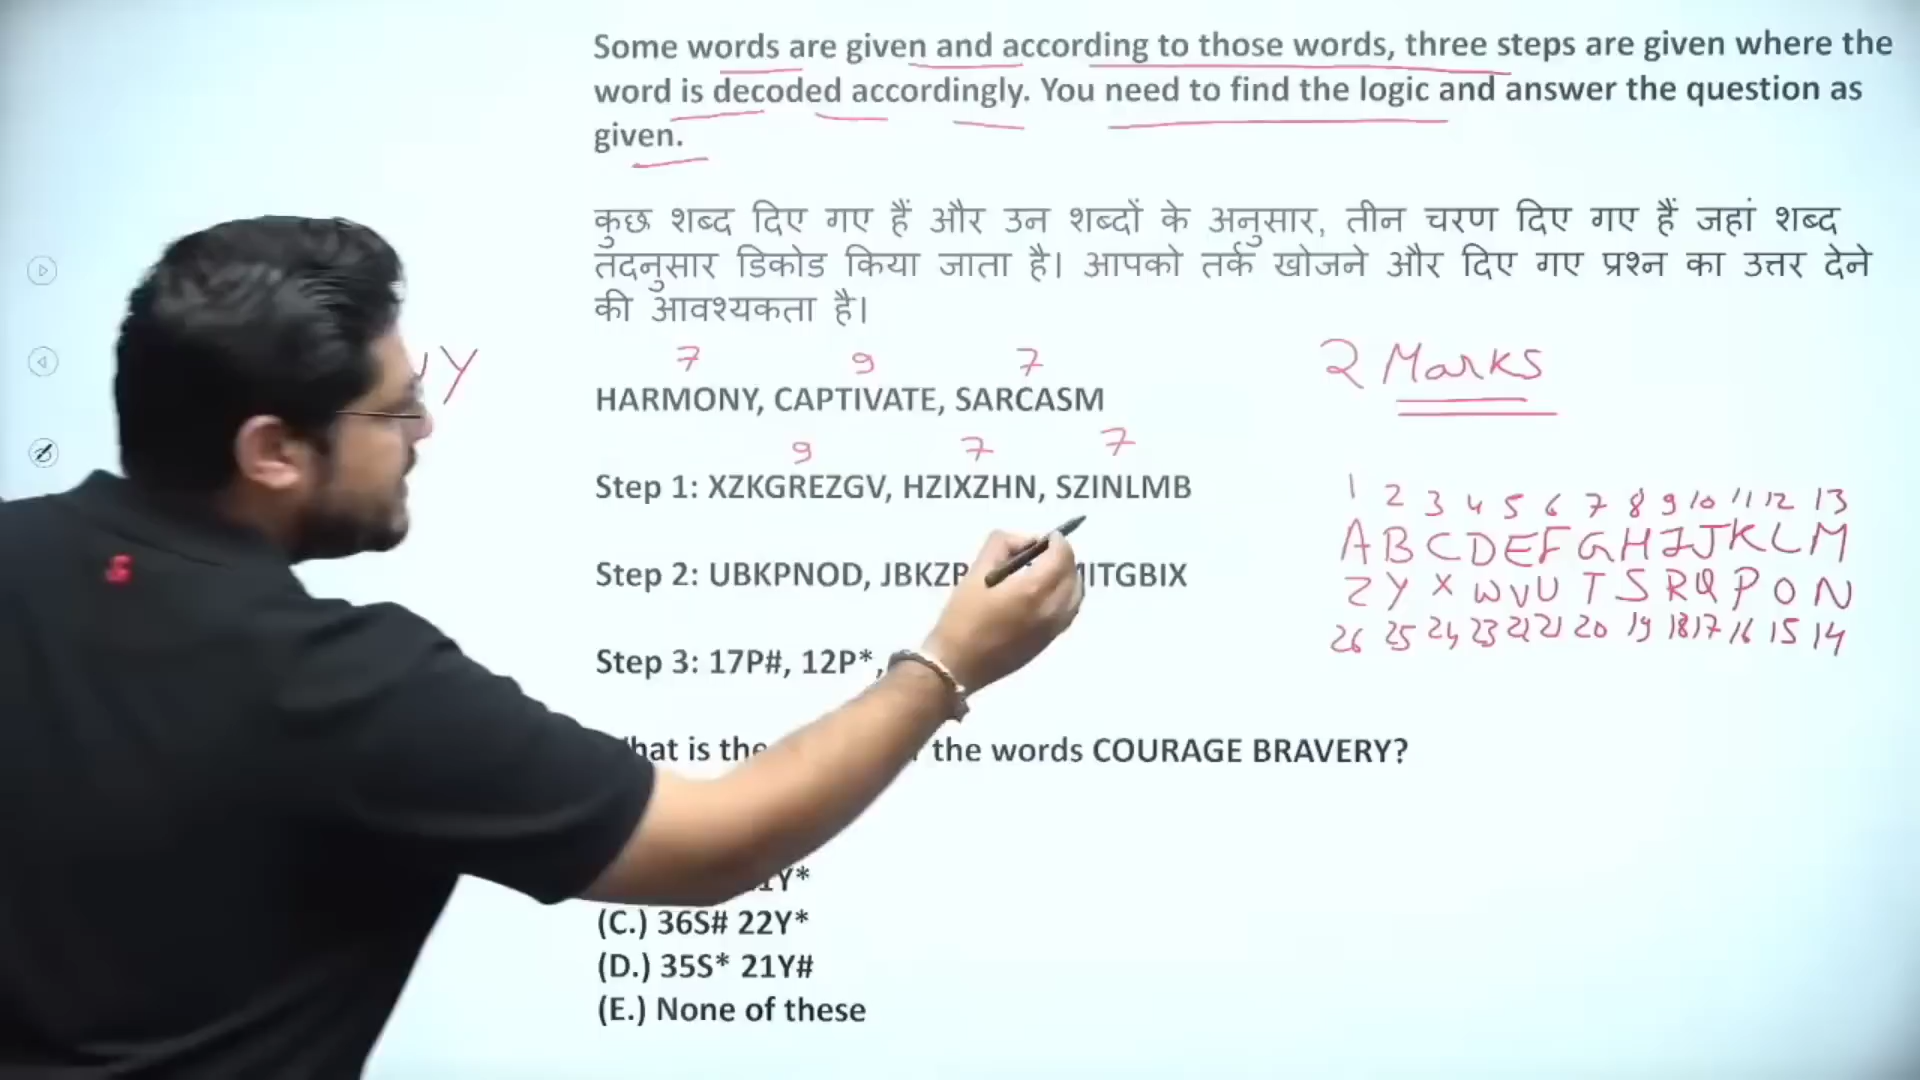 Some words are given and according to those words, three steps are given where the
word is decoded accordingly. You need to find the logic and answer the question as
given.
कुछ शब्द दिए गए हैं और उन शब्दों के अनुसार, तीन चरण दिए गए हैं जहां शब्द
तदनुसार डिकोड किया जाता है। आपको तर्क खोजने और दिए गए प्रश्न का उत्तर देने
की आवश्यकता है।
7 9 7
2 Marks
Y
HARMONY, CAPTIVATE, SARCASM
9 7 7
Step 1: XZKGREZGV, HZIXZHN, SZINLMB
1 2 3 4 5 6 7 8 9 10 11 12 13
A B C D E F G H I J K L M
Z Y X W V U T S R Q P O N
26 25 24 23 22 21 20 19 18 17 16 15 14
Step 2: UBKPNOD, ITGBIX
Step 3: 17P#, 12P*,
hat is the the words COURAGE BRAVERY?
1Y*
(C.) 36S# 22Y*
(D.) 35S* 21Y#
(E.) None of these